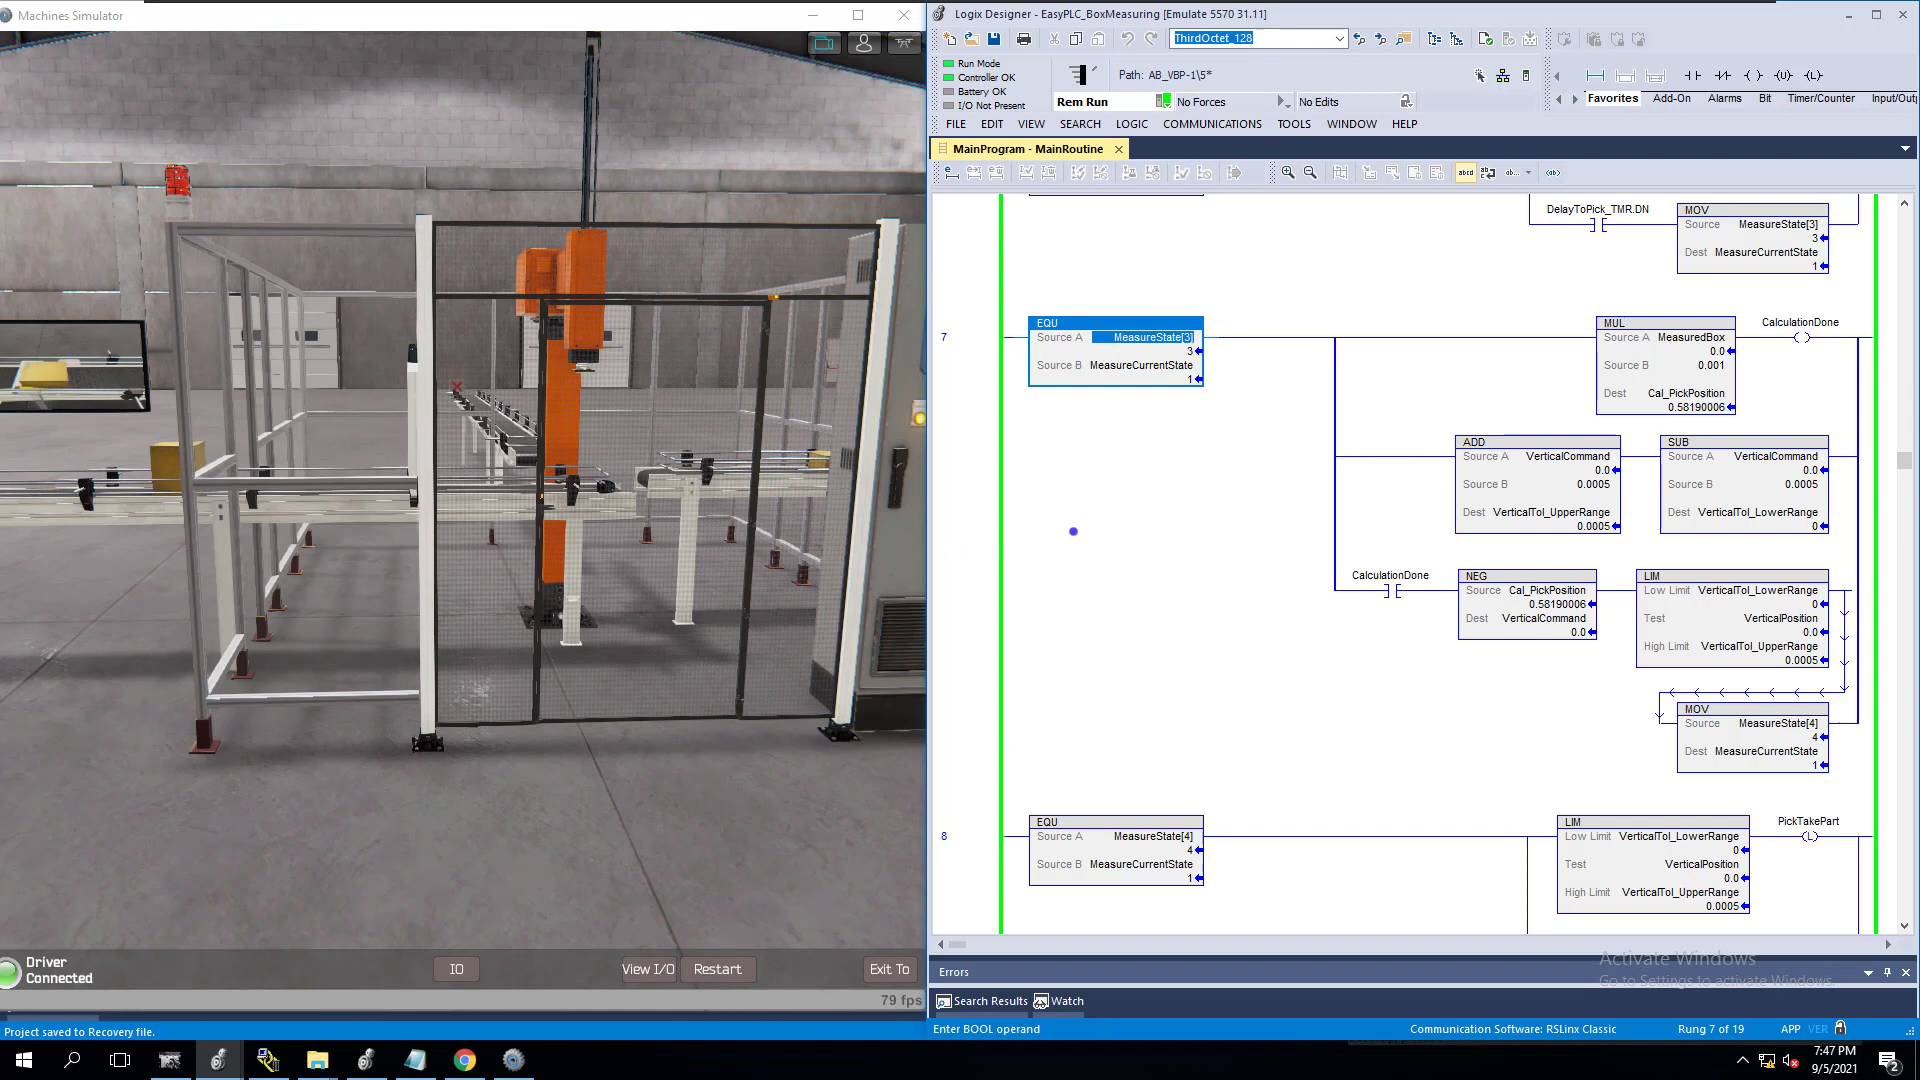 Machines Simulator
Driver
Connected
IO
View I/O
Restart
Exit To
79 fps
Project saved to Recovery file.
Logix Designer - EasyPLC_BoxMeasuring [Emulate 5570 31.11]
ThirdOctet_128
Run Mode
Controller OK
Battery OK
I/O Not Present
Path: AB_VBP-1\5*
Rem Run
No Forces
No Edits
Favorites Add-On Alarms Bit Timer/Counter
FILE EDIT VIEW SEARCH LOGIC COMMUNICATIONS TOOLS WINDOW HELP
MainProgram - MainRoutine
DelayToPick_TMR.DN
MOV
Source MeasureState[3]
3
Dest MeasureCurrentState
1
7
EQU
Source A MeasureState[3]
3
Source B MeasureCurrentState
1
MUL
Source A MeasuredBox
0.0
Source B 0.001
Dest Cal_PickPosition
0.58190006
CalculationDone
ADD
Source A VerticalCommand
0.0
Source B 0.0005
Dest VerticalTol_UpperRange
0.0005
SUB
Source A VerticalCommand
0.0
Source B 0.0005
Dest VerticalTol_LowerRange
0
CalculationDone
NEG
Source Cal_PickPosition
0.58190006
Dest VerticalCommand
0.0
LIM
Low Limit VerticalTol_LowerRange
0
Test VerticalPosition
0.0
High Limit VerticalTol_UpperRange
0.0005
MOV
Source MeasureState[4]
4
Dest MeasureCurrentState
1
8
EQU
Source A MeasureState[4]
4
Source B MeasureCurrentState
1
LIM
Low Limit VerticalTol_LowerRange
0
Test VerticalPosition
0.0
High Limit VerticalTol_UpperRange
0.0005
PickTakePart
L
Activate Windows
Go to Settings to activate Windows.
Errors
Search Results Watch
Enter BOOL operand
Communication Software: RSLinx Classic
Rung 7 of 19
APP VER
7:47 PM
9/5/2021
2